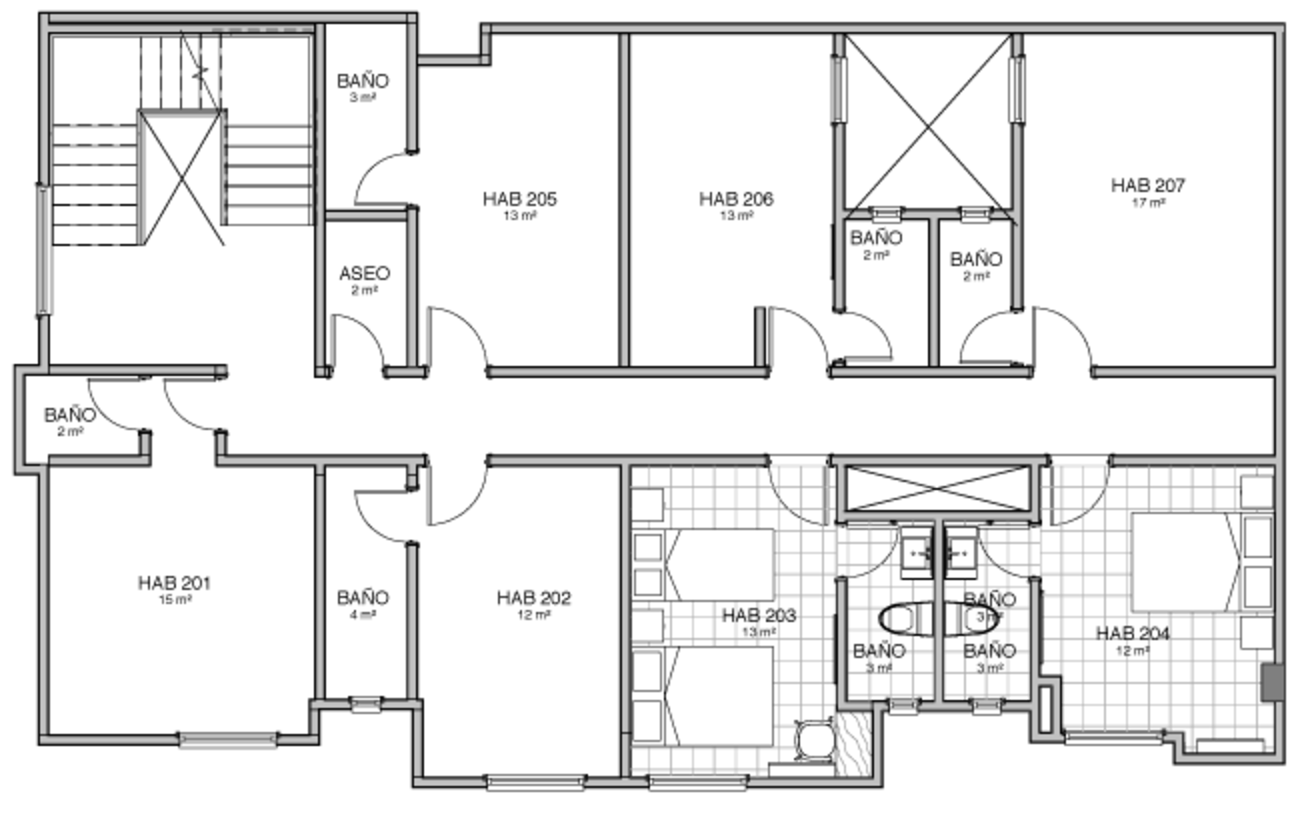 BAÑO
3 m²
HAB 205
13 m²
HAB 206
13 m²
HAB 207
17 m²
BAÑO
2 m²
BAÑO
2 m²
ASEO
2 m²
BAÑO
2 m²
HAB 201
15 m²
BAÑO
4 m²
HAB 202
12 m²
HAB 203
13 m²
BAÑO
3 m²
BAÑO
3 m²
BAÑO
3 m²
HAB 204
12 m²